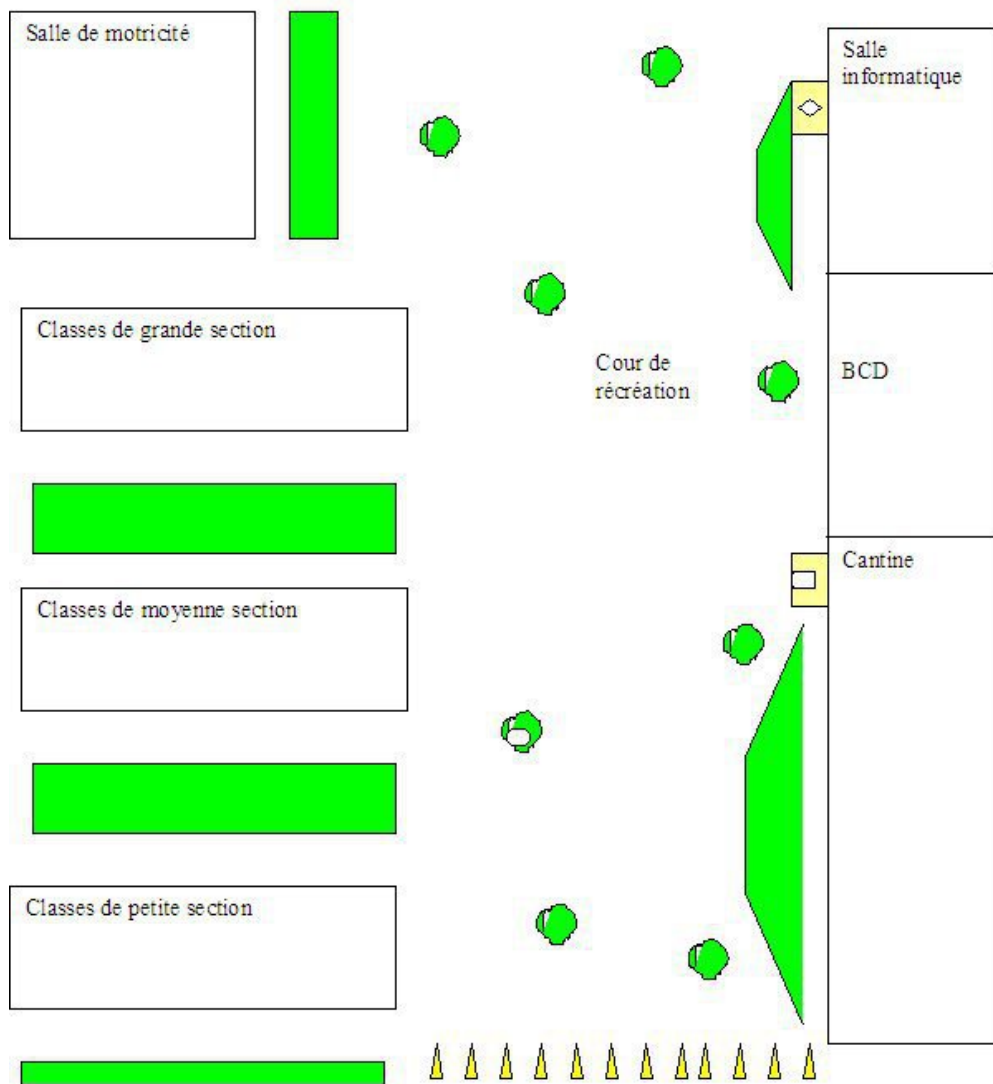 Salle de motricité
Salle
informatique
Classes de grande section
Cour de
récréation
BCD
Cantine
Classes de moyenne section
Classes de petite section